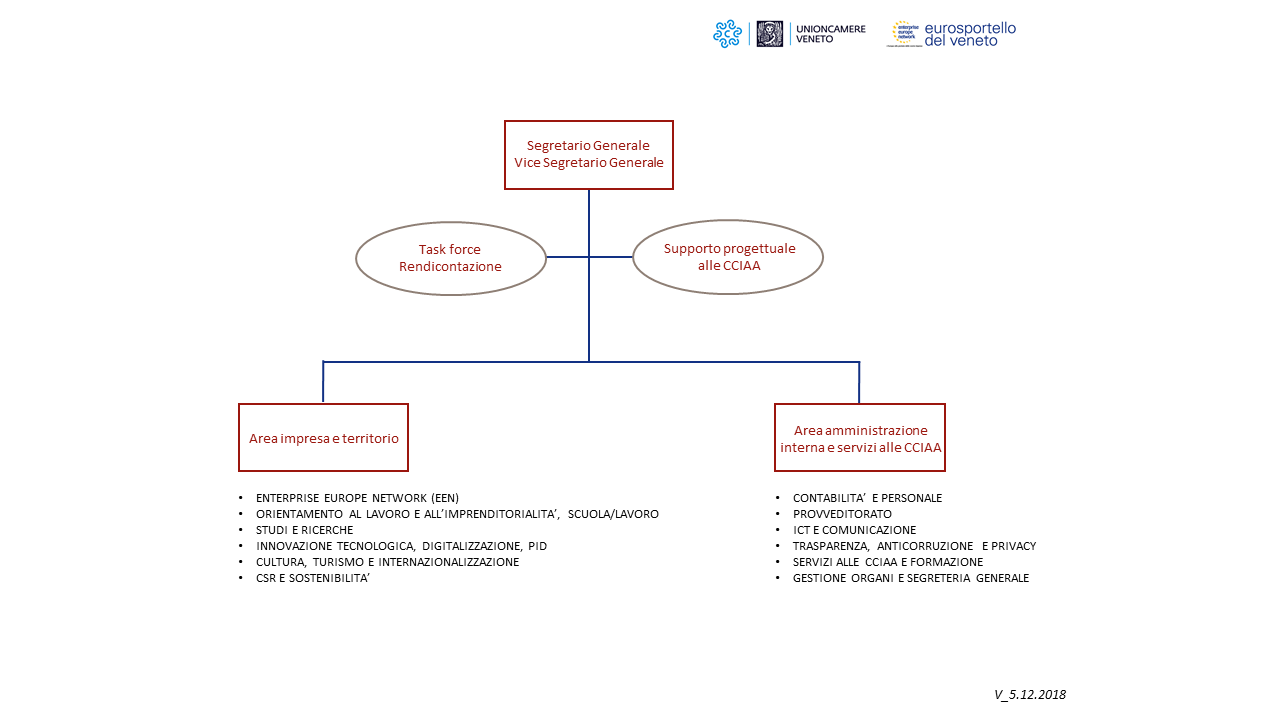 UNIONCAMERE
VENETO
enterprise
europe
network
eurosportello
del veneto
Segretario Generale
Vice Segretario Generale
Task force
Rendicontazione
Supporto progettuale
alle CCIAA
Area impresa e territorio
Area amministrazione
interna e servizi alle CCIAA
• ENTERPRISE EUROPE NETWORK (EEN)
• ORIENTAMENTO AL LAVORO E ALL’IMPRENDITORIALITA’, SCUOLA/LAVORO
• STUDI E RICERCHE
• INNOVAZIONE TECNOLOGICA, DIGITALIZZAZIONE, PID
• CULTURA, TURISMO E INTERNAZIONALIZZAZIONE
• CSR E SOSTENIBILITA’
• CONTABILITA’ E PERSONALE
• PROVVEDITORATO
• ICT E COMUNICAZIONE
• TRASPARENZA, ANTICORRUZIONE E PRIVACY
• SERVIZI ALLE CCIAA E FORMAZIONE
• GESTIONE ORGANI E SEGRETERIA GENERALE
V_5.12.2018